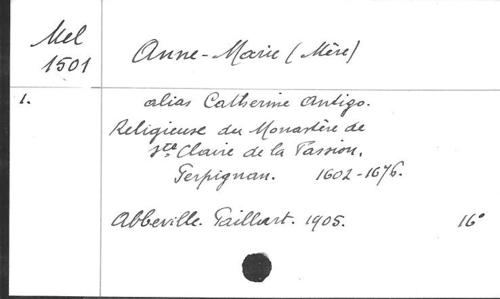 Mel
1501
Anne-Marie (Mère)
1.
alias Catherine Antigo.
Religieuse du Monastère de
Ste Claire de la Passion,
Perpignan. 1602-1676.
Abbeville. Paillart. 1905. 16°